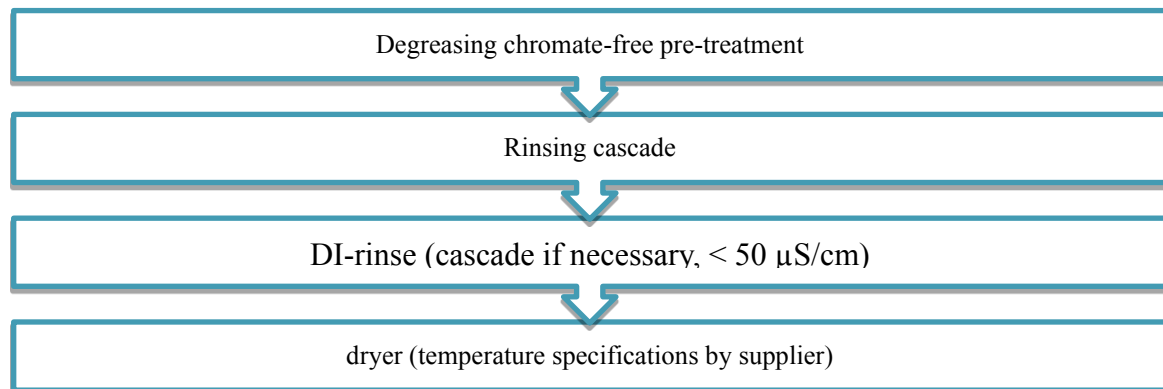 Degreasing chromate-free pre-treatment
Rinsing cascade
DI-rinse (cascade if necessary, < 50 µS/cm)
dryer (temperature specifications by supplier)